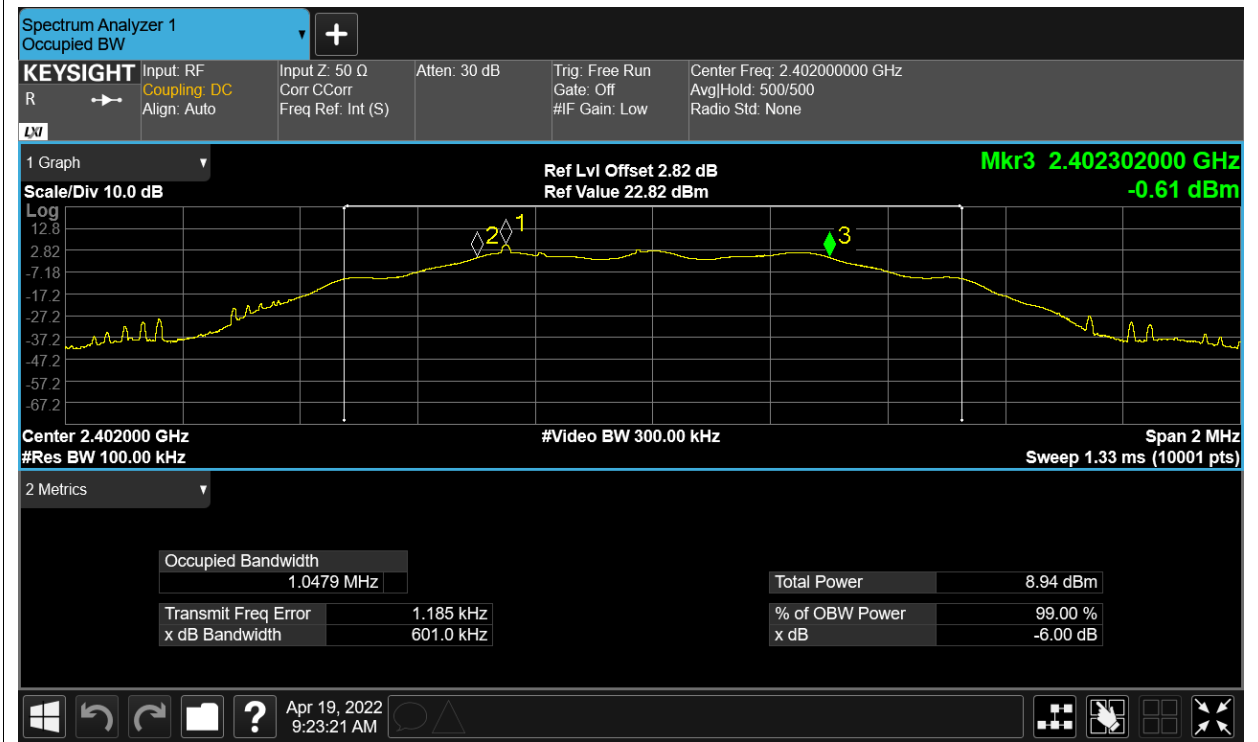 Spectrum Analyzer 1
Occupied BW
KEYSIGHT
R
LXI
Input: RF
Coupling: DC
Align: Auto
Input Z: 50 Ω
Corr CCorr
Freq Ref: Int (S)
Atten: 30 dB
Trig: Free Run
Gate: Off
#IF Gain: Low
Center Freq: 2.402000000 GHz
Avg|Hold: 500/500
Radio Std: None
1 Graph
Scale/Div 10.0 dB
Ref Lvl Offset 2.82 dB
Ref Value 22.82 dBm
Mkr3 2.402302000 GHz
-0.61 dBm
Log
12.8
2.82
-7.18
-17.2
-27.2
-37.2
-47.2
-57.2
-67.2
2
1
3
Center 2.402000 GHz
#Video BW 300.00 kHz
Span 2 MHz
#Res BW 100.00 kHz
Sweep 1.33 ms (10001 pts)
2 Metrics
Occupied Bandwidth
1.0479 MHz
Transmit Freq Error 1.185 kHz
x dB Bandwidth 601.0 kHz
Total Power 8.94 dBm
% of OBW Power 99.00 %
x dB -6.00 dB
?
Apr 19, 2022
9:23:21 AM